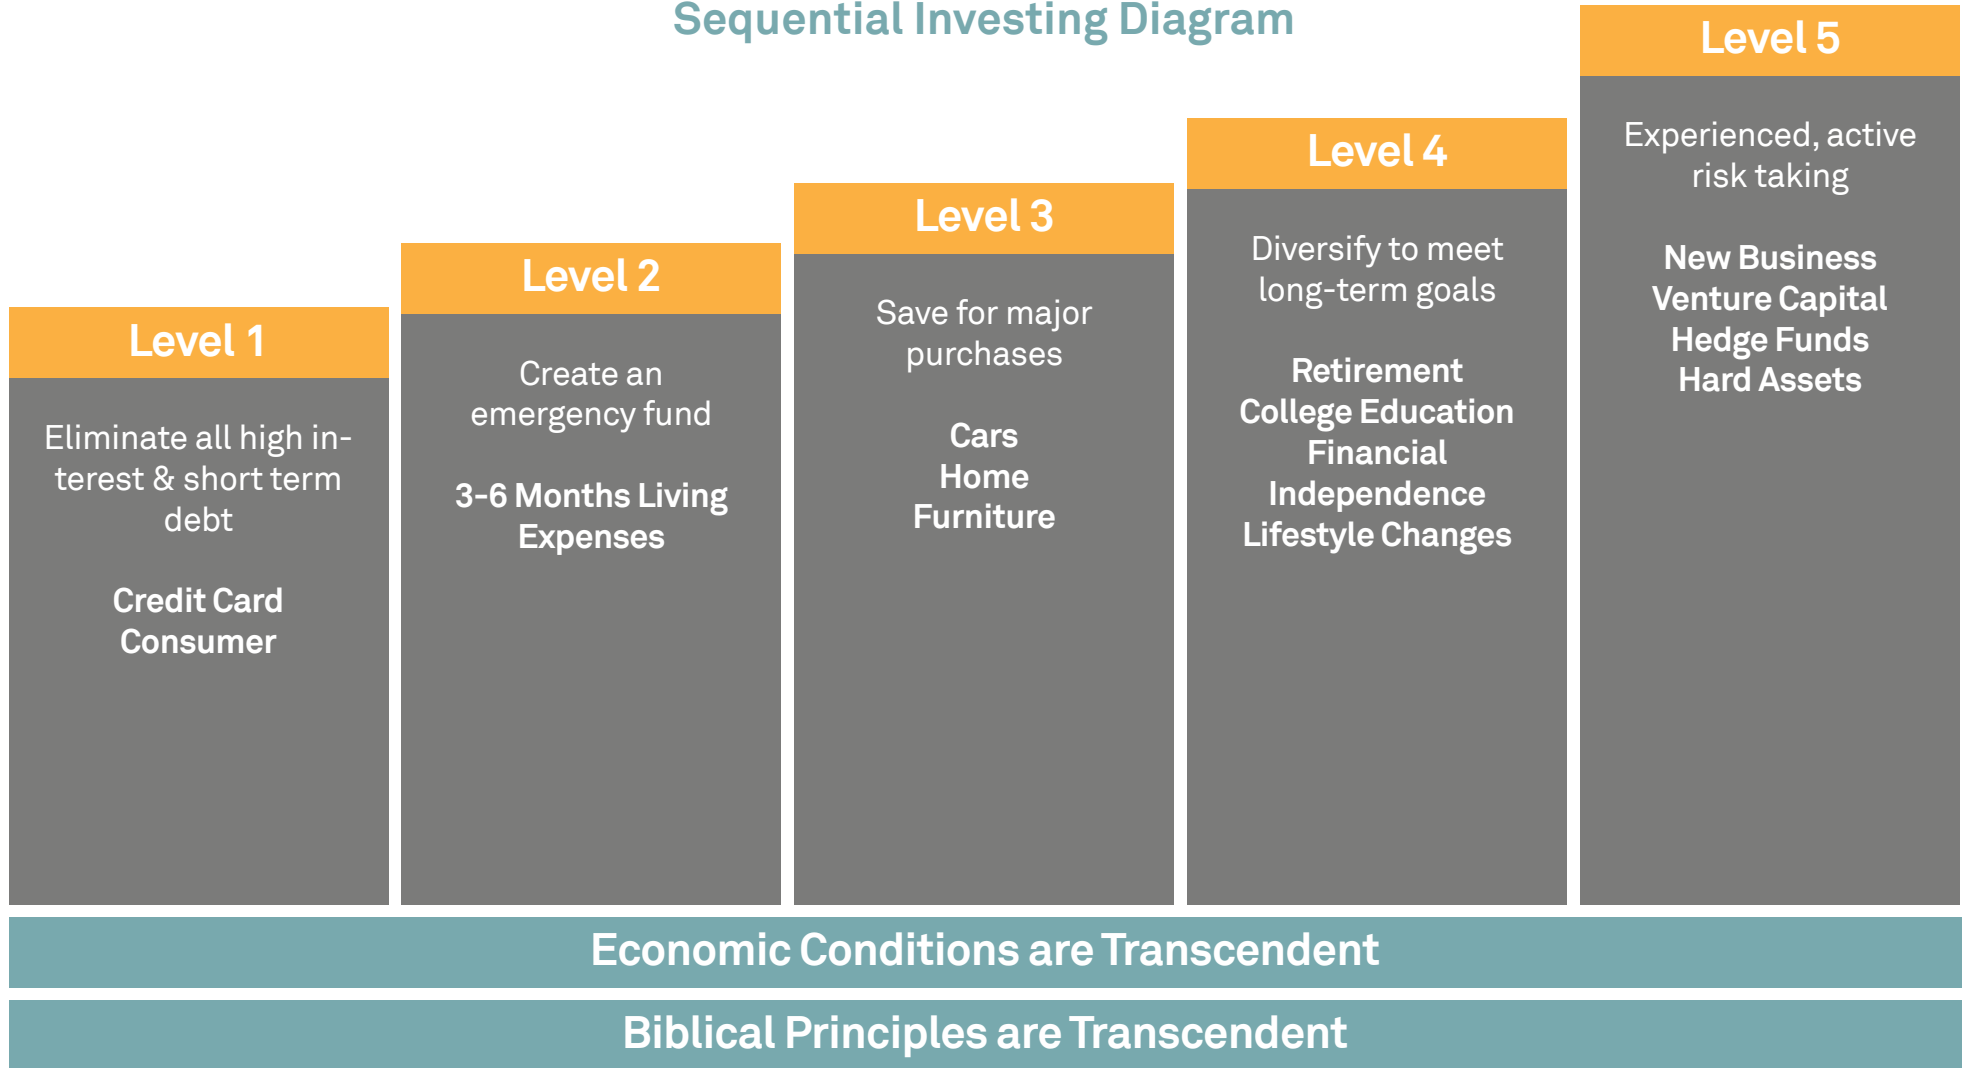 Sequential Investing Diagram
Level 1
Eliminate all high in-
terest & short term
debt
Credit Card
Consumer
Level 2
Create an
emergency fund
3-6 Months Living
Expenses
Level 3
Save for major
purchases
Cars
Home
Furniture
Level 4
Diversify to meet
long-term goals
Retirement
College Education
Financial
Independence
Lifestyle Changes
Level 5
Experienced, active
risk taking
New Business
Venture Capital
Hedge Funds
Hard Assets
Economic Conditions are Transcendent
Biblical Principles are Transcendent